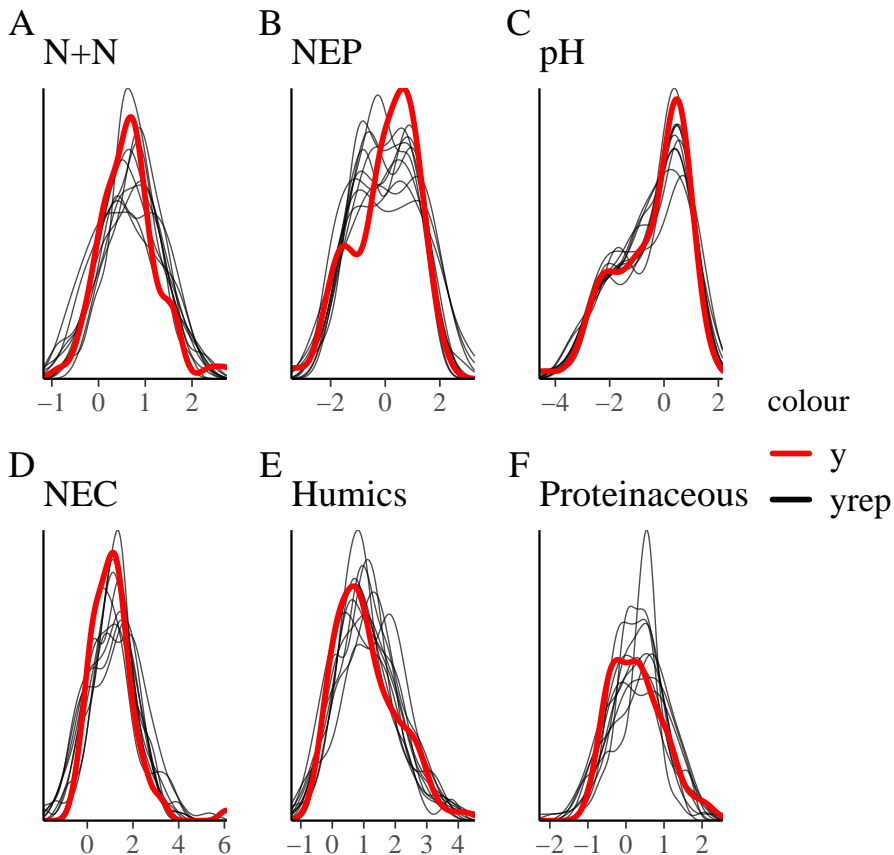 A
N+N
−1 0 1 2
B
NEP
−2 0 2
C
pH
−4 −2 0 2
colour
y
yrep
D
NEC
0 2 4 6
E
Humics
−1 0 1 2 3 4
F
Proteinaceous
−2 −1 0 1 2